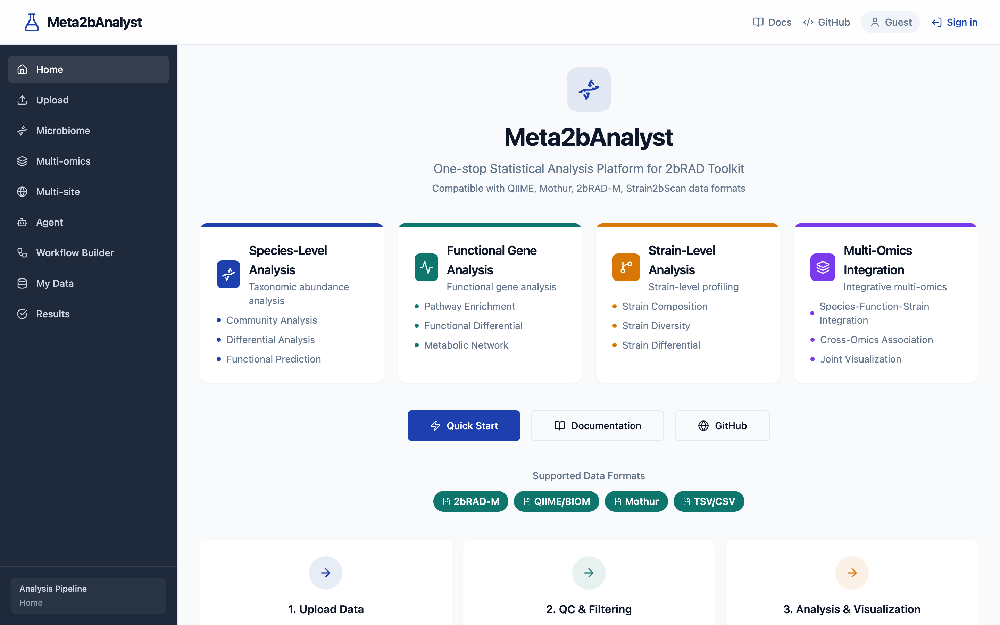 Meta2bAnalyst
Docs
GitHub
Guest
Sign in
Home
Upload
Microbiome
Multi-omics
Multi-site
Agent
Workflow Builder
My Data
Results
Analysis Pipeline
Home
Meta2bAnalyst
One-stop Statistical Analysis Platform for 2bRAD Toolkit
Compatible with QIIME, Mothur, 2bRAD-M, Strain2bScan data formats
Species-Level
Analysis
Taxonomic abundance
analysis
Community Analysis
Differential Analysis
Functional Prediction
Functional Gene
Analysis
Functional gene analysis
Pathway Enrichment
Functional Differential
Metabolic Network
Strain-Level
Analysis
Strain-level profiling
Strain Composition
Strain Diversity
Strain Differential
Multi-Omics
Integration
Integrative multi-omics
Species-Function-Strain
Integration
Cross-Omics Association
Joint Visualization
Quick Start
Documentation
GitHub
Supported Data Formats
2bRAD-M
QIIME/BIOM
Mothur
TSV/CSV
1. Upload Data
2. QC & Filtering
3. Analysis & Visualization